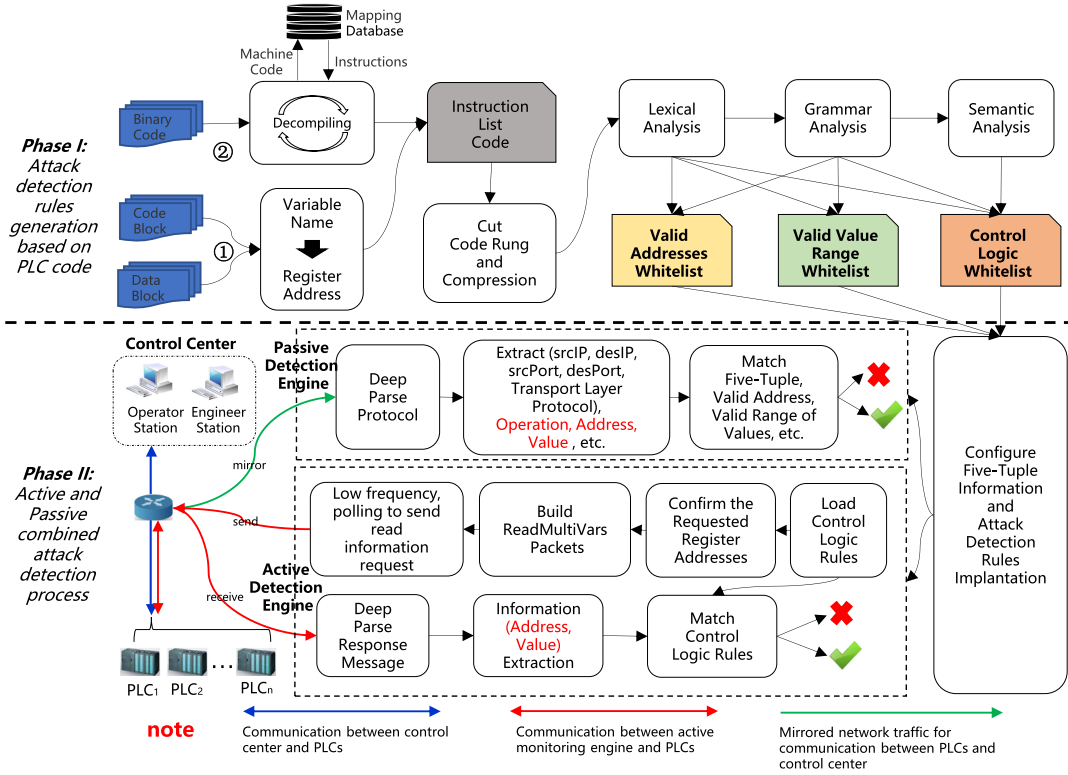 Mapping
Database
Machine
Code
Instructions
Phase I:
Attack
detection
rules
generation
based on
PLC code
Binary
Code
②
Decompiling
Code
Block
①
Data
Block
Variable
Name
Register
Address
Instruction
List
Code
Cut
Code Rung
and
Compression
Lexical
Analysis
Grammar
Analysis
Semantic
Analysis
Valid
Addresses
Whitelist
Valid Value
Range
Whitelist
Control
Logic
Whitelist
Phase II:
Active and
Passive
combined
attack
detection
process
Control Center
Operator
Station
Engineer
Station
Passive
Detection
Engine
mirror
Deep
Parse
Protocol
Extract (srcIP, desIP,
srcPort, desPort,
Transport Layer
Protocol),
Operation, Address,
Value , etc.
Match
Five-Tuple,
Valid Address,
Valid Range of
Values, etc.
Configure
Five-Tuple
Information
and
Attack
Detection
Rules
Implantation
send
Low frequency,
polling to send
read
information
request
Build
ReadMultiVars
Packets
Confirm the
Requested
Register
Addresses
Load
Control
Logic
Rules
receive
Active
Detection
Engine
Deep
Parse
Response
Message
Information
(Address,
Value)
Extraction
Match
Control
Logic Rules
PLC1
PLC2
...
PLCn
note
Communication between control
center and PLCs
Communication between active
monitoring engine and PLCs
Mirrored network traffic for
communication between PLCs and
control center